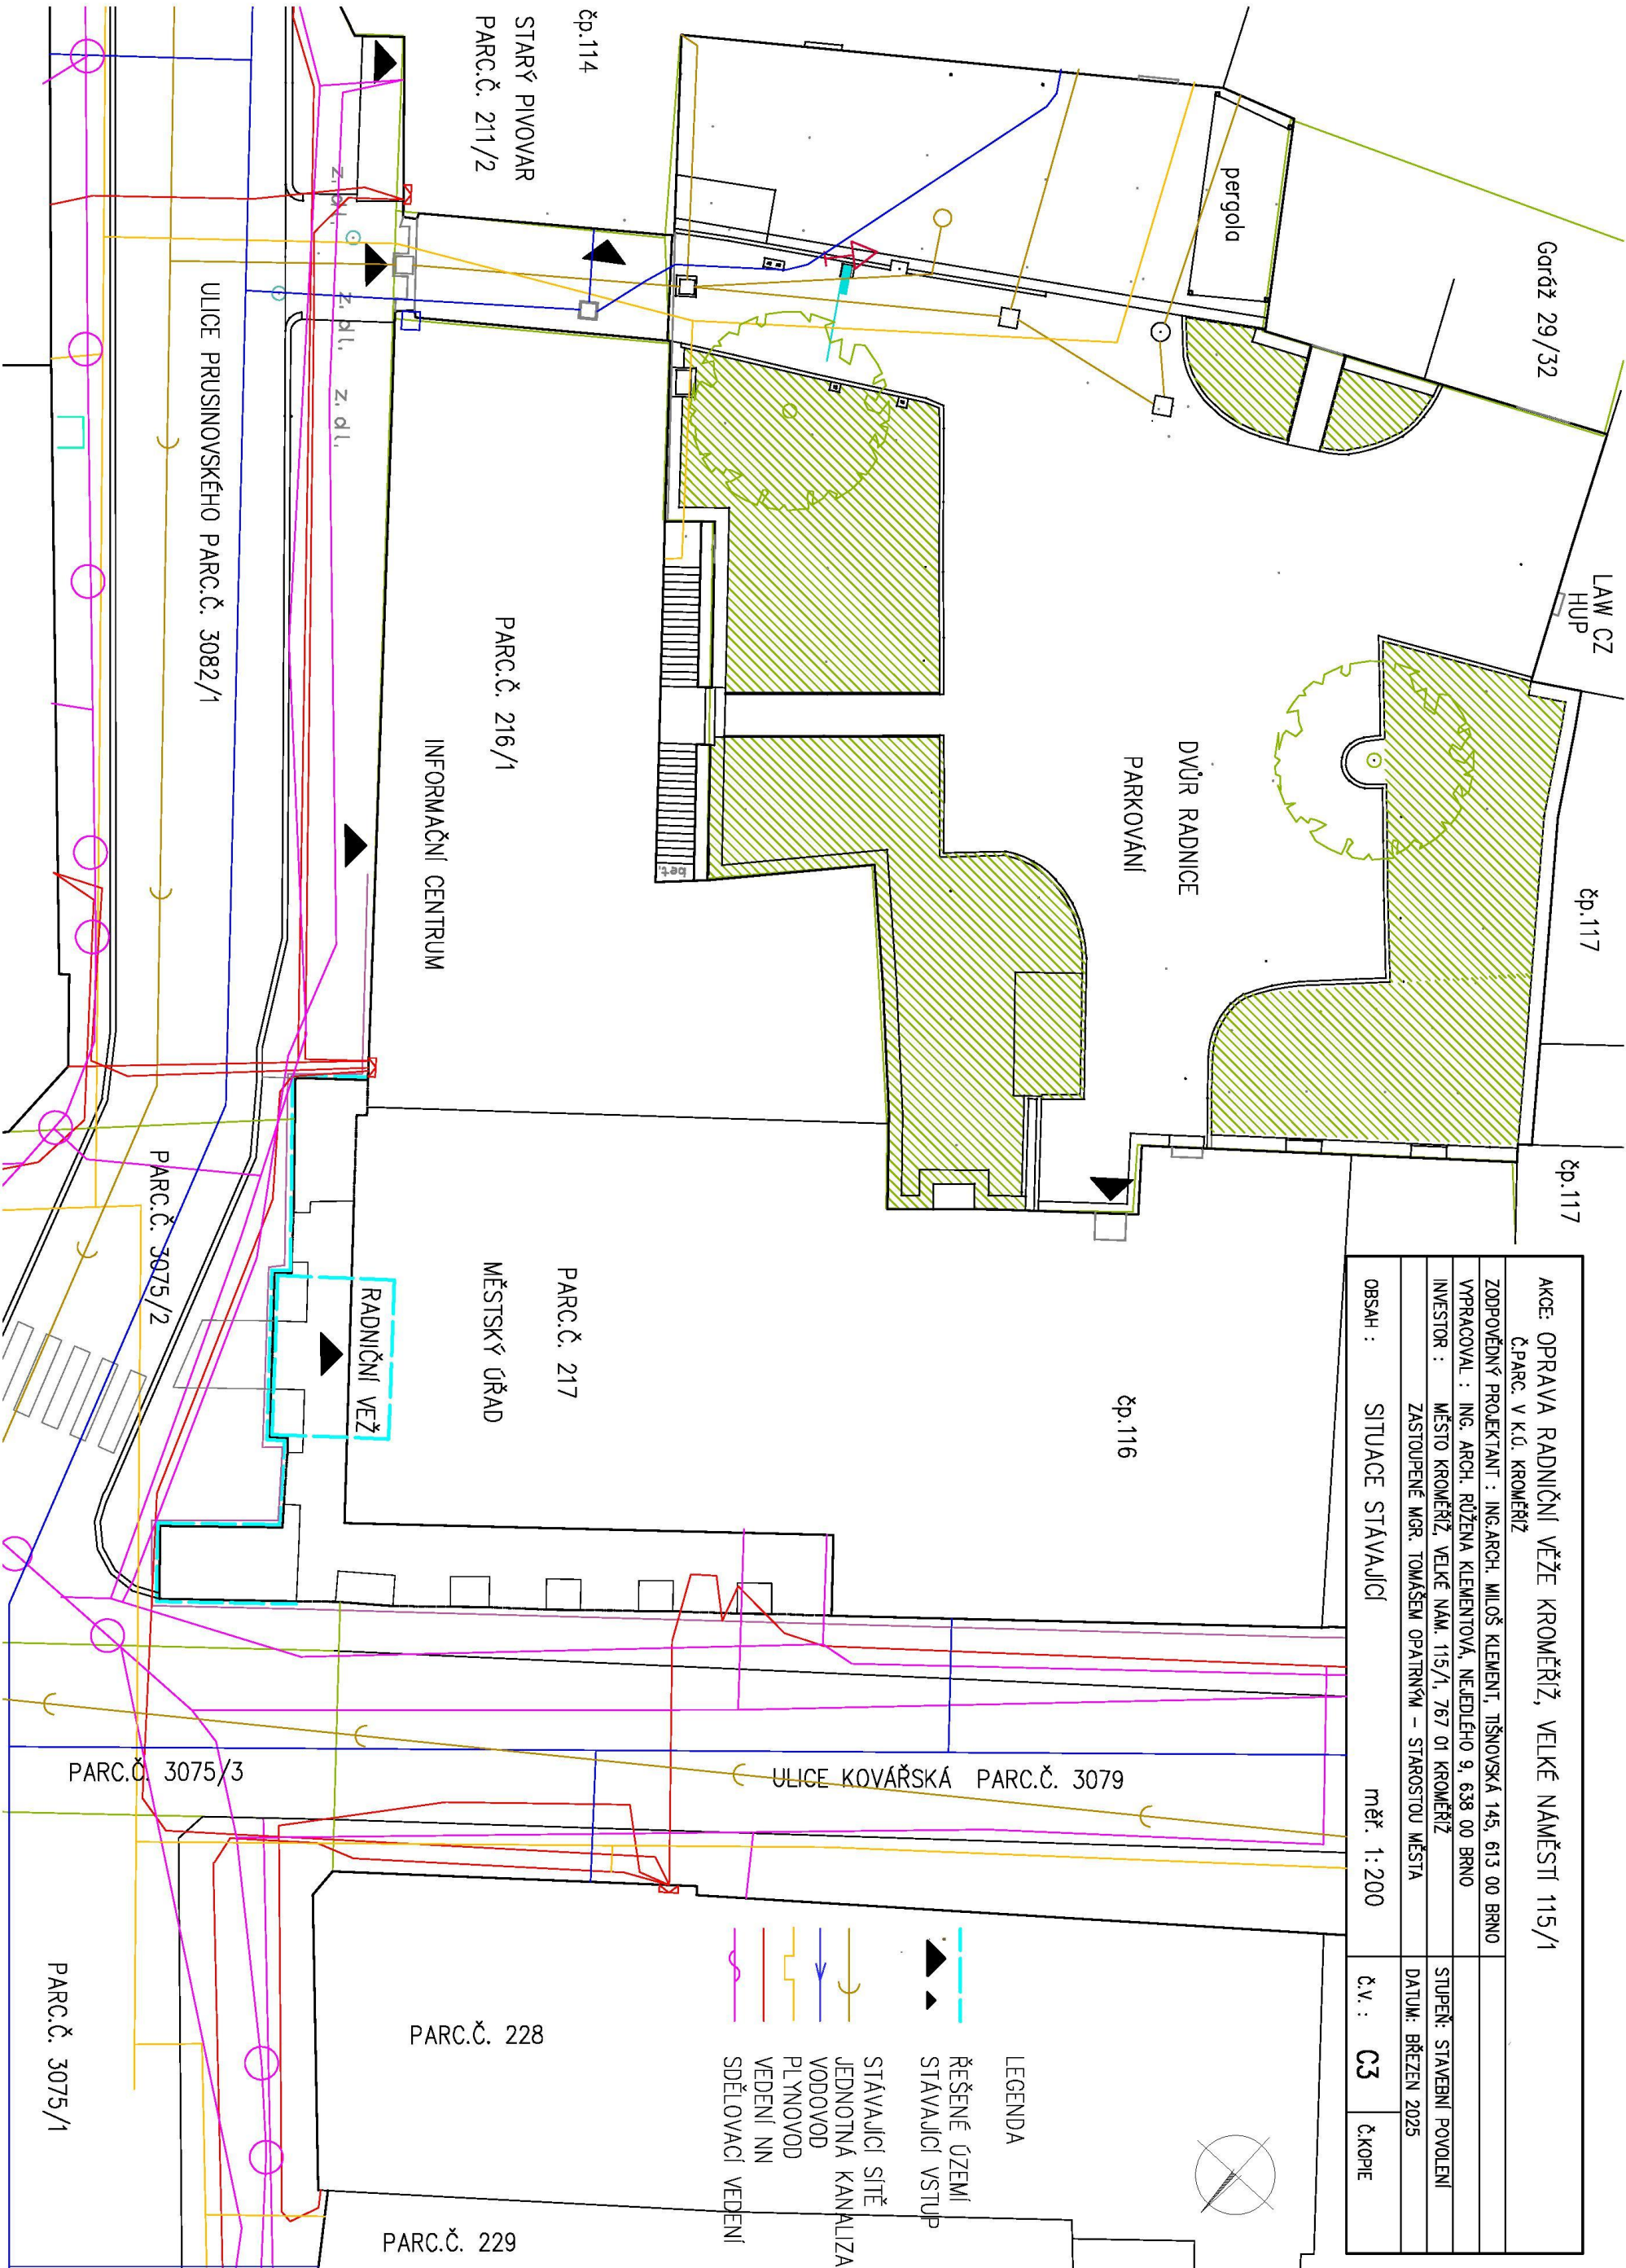 Garáž 29/32
LAW CZ
HUP
čp.117
čp.117
pergola
čp.114
STARÝ PIVOVAR
PARC.Č. 211/2
DVŮR RADNICE
PARKOVÁNÍ
PARC.Č. 216/1
INFORMAČNÍ CENTRUM
bet.
z. dl.
z. dl.
z. dl.
ULICE PRUSINOVSKÉHO PARC.Č. 3082/1
čp.116
PARC.Č. 217
MĚSTSKÝ ÚŘAD
RADNIČNÍ VEŽ
PARC.Č. 3075/2
PARC.Č. 3075/3
ULICE KOVÁŘSKÁ PARC.Č. 3079
PARC.Č. 228
PARC.Č. 229
PARC.Č. 3075/1
LEGENDA
ŘEŠENÉ ÚZEMÍ
STÁVAJÍCÍ VSTUP
STÁVAJÍCÍ SÍTĚ
JEDNOTNÁ KANALIZA
VODOVOD
PLYNOVOD
VEDENÍ NN
SDĚLOVACÍ VEDENÍ
AKCE: OPRAVA RADNIČNÍ VĚŽE KROMĚŘÍŽ, VELKÉ NÁMĚSTÍ 115/1
Č.PARC. V K.Ú. KROMĚŘÍŽ
ZODPOVĚDNÝ PROJEKTANT : ING.ARCH. MILOŠ KLEMENT, TIŠNOVSKÁ 145, 613 00 BRNO
VYPRACOVAL : ING. ARCH. RŮŽENA KLEMENTOVÁ, NEJEDLÉHO 9, 638 00 BRNO
INVESTOR : MĚSTO KROMĚŘÍŽ, VELKÉ NÁM. 115/1, 767 01 KROMĚŘÍŽ
ZASTOUPENÉ MGR. TOMÁŠEM OPATRNÝM – STAROSTOU MĚSTA
STUPEŇ: STAVEBNÍ POVOLENÍ
DATUM: BŘEZEN 2025
OBSAH : SITUACE STÁVAJÍCÍ měř. 1:200
Č.V. : C3
Č.KOPIE